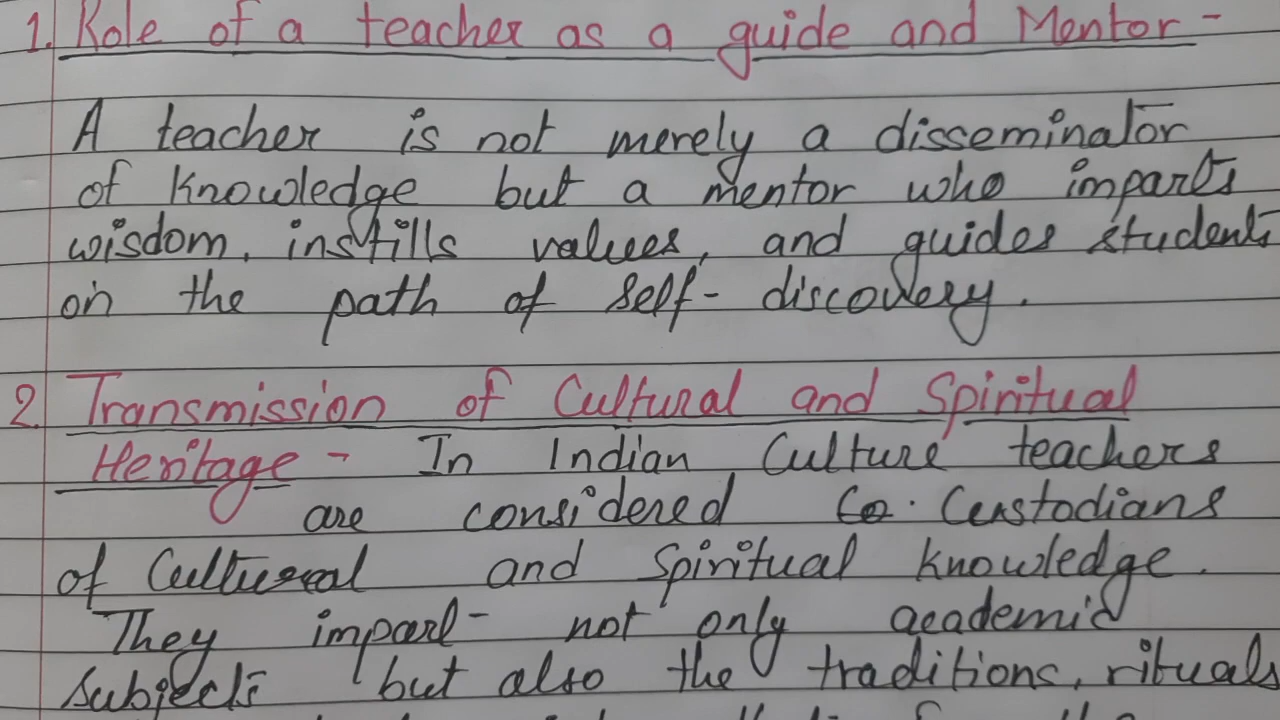 1. Role of a teacher as a guide and Mentor -
A teacher is not merely a disseminator
of knowledge but a mentor who imparts
wisdom, instills values, and guides students
on the path of self-discovery.
2. Transmission of Cultural and Spiritual
Heritage - In Indian Culture teachers
are considered Custodians
of Cultural and Spiritual knowledge.
They impart not only academic
subjects but also the traditions, rituals